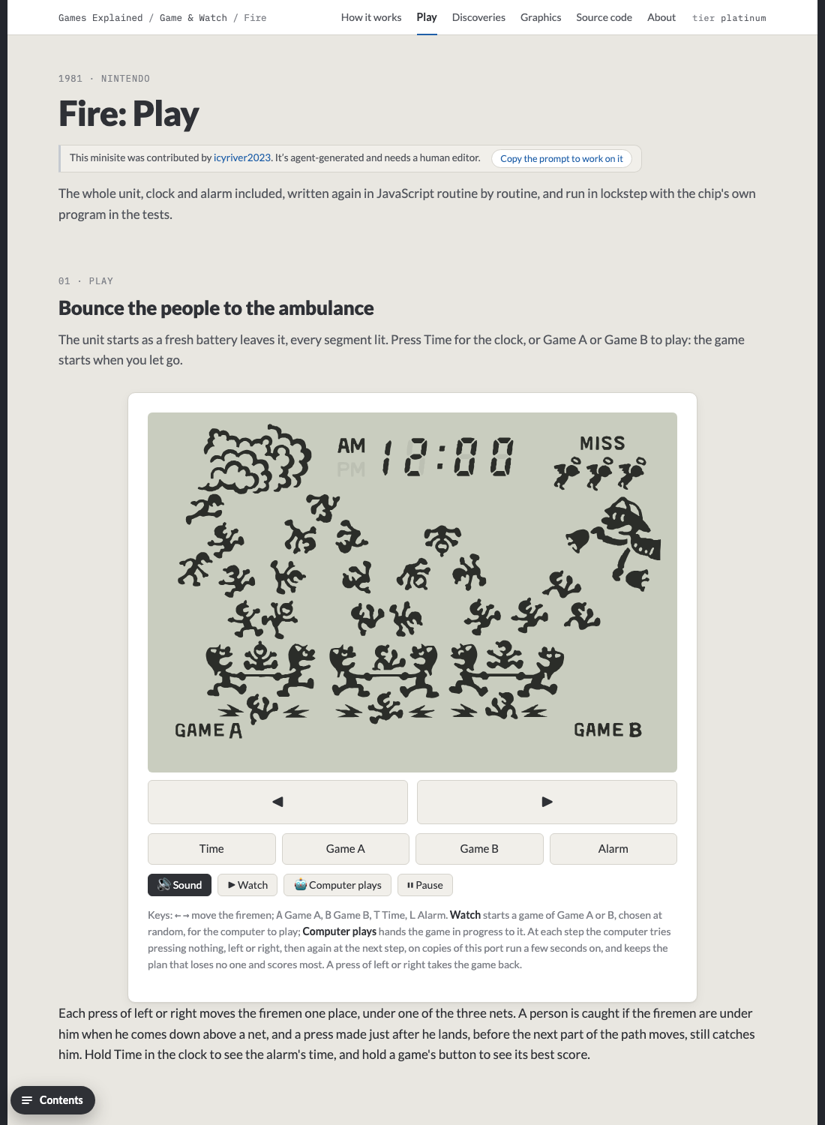 Games Explained / Game & Watch / Fire
How it works Play Discoveries Graphics Source code About tier platinum
1981 · NINTENDO
Fire: Play
This minisite was contributed by icyriver2023. It's agent-generated and needs a human editor. Copy the prompt to work on it
The whole unit, clock and alarm included, written again in JavaScript routine by routine, and run in lockstep with the chip's own
program in the tests.
01 · PLAY
Bounce the people to the ambulance
The unit starts as a fresh battery leaves it, every segment lit. Press Time for the clock, or Game A or Game B to play: the game
starts when you let go.
AM 12:00 MISS
PM
GAME A GAME B
◀ ▶
Time Game A Game B Alarm
Sound ▶ Watch Computer plays Pause
Keys: ← → move the firemen; A Game A, B Game B, T Time, L Alarm. Watch starts a game of Game A or B, chosen at
random, for the computer to play; Computer plays hands the game in progress to it. At each step the computer tries
pressing nothing, left or right, then again at the next step, on copies of this port run a few seconds on, and keeps the
plan that loses no one and scores most. A press of left or right takes the game back.
Each press of left or right moves the firemen one place, under one of the three nets. A person is caught if the firemen are under
him when he comes down above a net, and a press made just after he lands, before the next part of the path moves, still catches
him. Hold Time in the clock to see the alarm's time, and hold a game's button to see its best score.
Contents